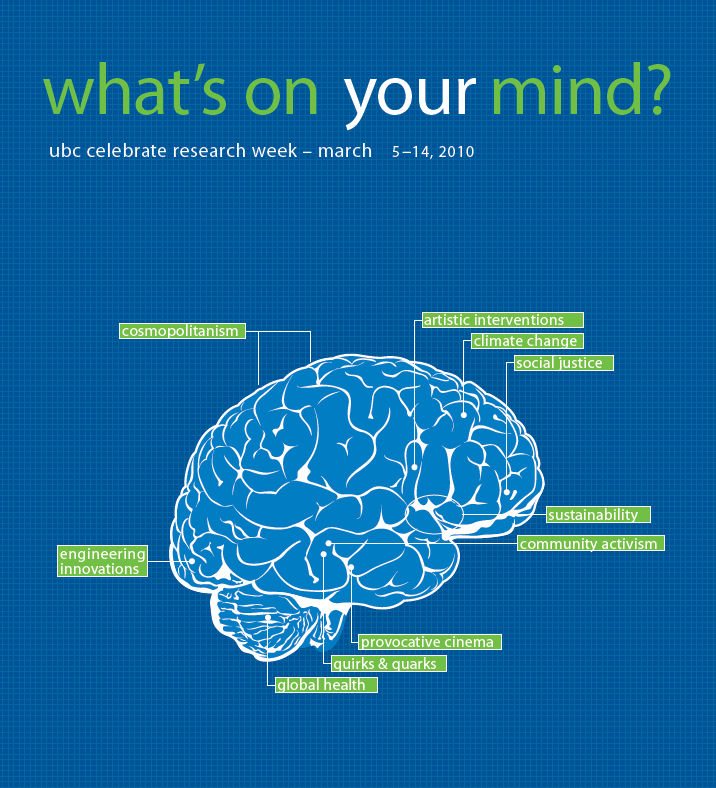 what's on your mind?
ubc celebrate research week – march 5–14, 2010
artistic interventions
cosmopolitanism
climate change
social justice
sustainability
community activism
engineering
innovations
provocative cinema
quirks & quarks
global health